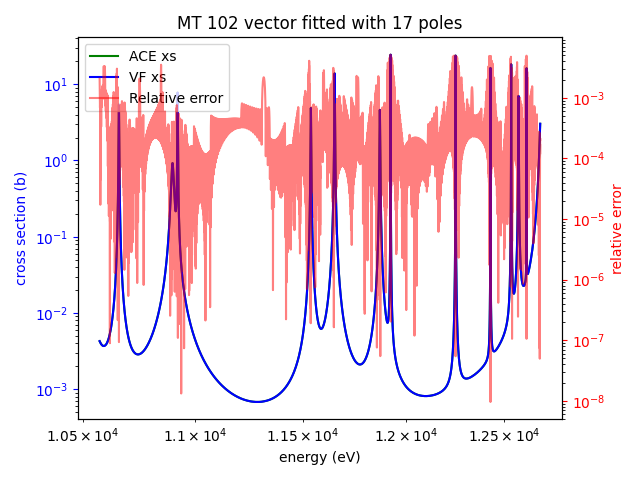 MT 102 vector fitted with 17 poles
ACE xs
VF xs
Relative error
cross section (b)
10¹
10⁰
10⁻¹
10⁻²
10⁻³
relative error
10⁻³
10⁻⁴
10⁻⁵
10⁻⁶
10⁻⁷
10⁻⁸
1.05×10⁴ 1.1×10⁴ 1.15×10⁴ 1.2×10⁴ 1.25×10⁴
energy (eV)